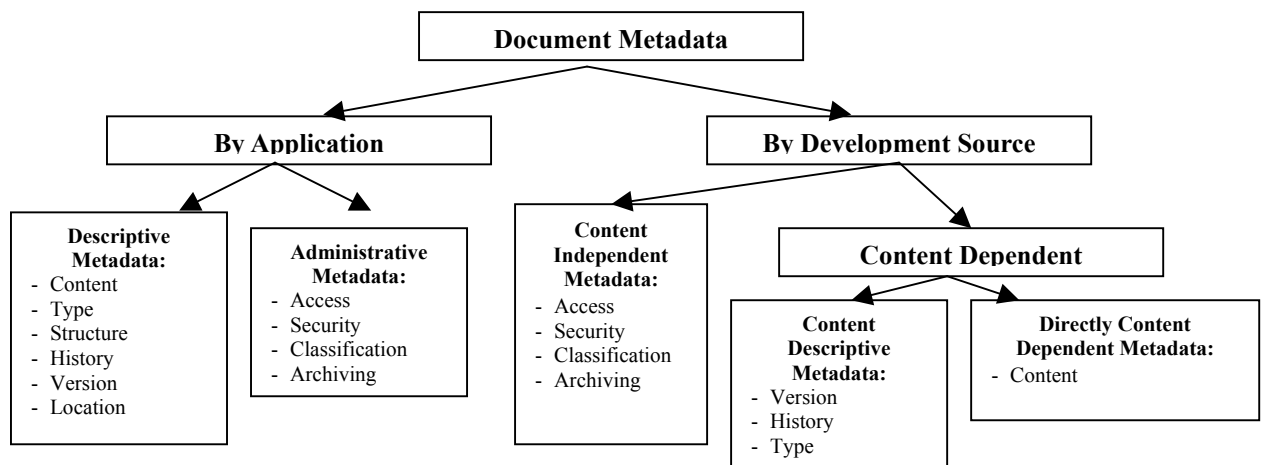 Document Metadata
By Application
By Development Source
Descriptive
Metadata:
- Content
- Type
- Structure
- History
- Version
- Location
Administrative
Metadata:
- Access
- Security
- Classification
- Archiving
Content
Independent
Metadata:
- Access
- Security
- Classification
- Archiving
Content Dependent
Content
Descriptive
Metadata:
- Version
- History
- Type
Directly Content
Dependent Metadata:
- Content